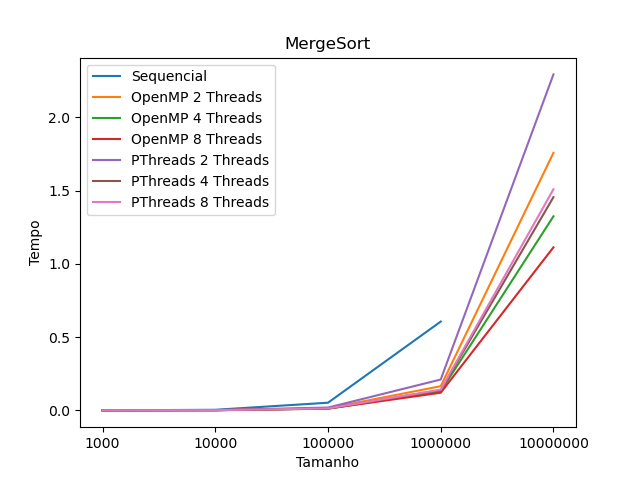 MergeSort
Sequencial
OpenMP 2 Threads
OpenMP 4 Threads
OpenMP 8 Threads
PThreads 2 Threads
PThreads 4 Threads
PThreads 8 Threads
2.0
1.5
1.0
0.5
0.0
Tempo
1000 10000 100000 1000000 10000000
Tamanho